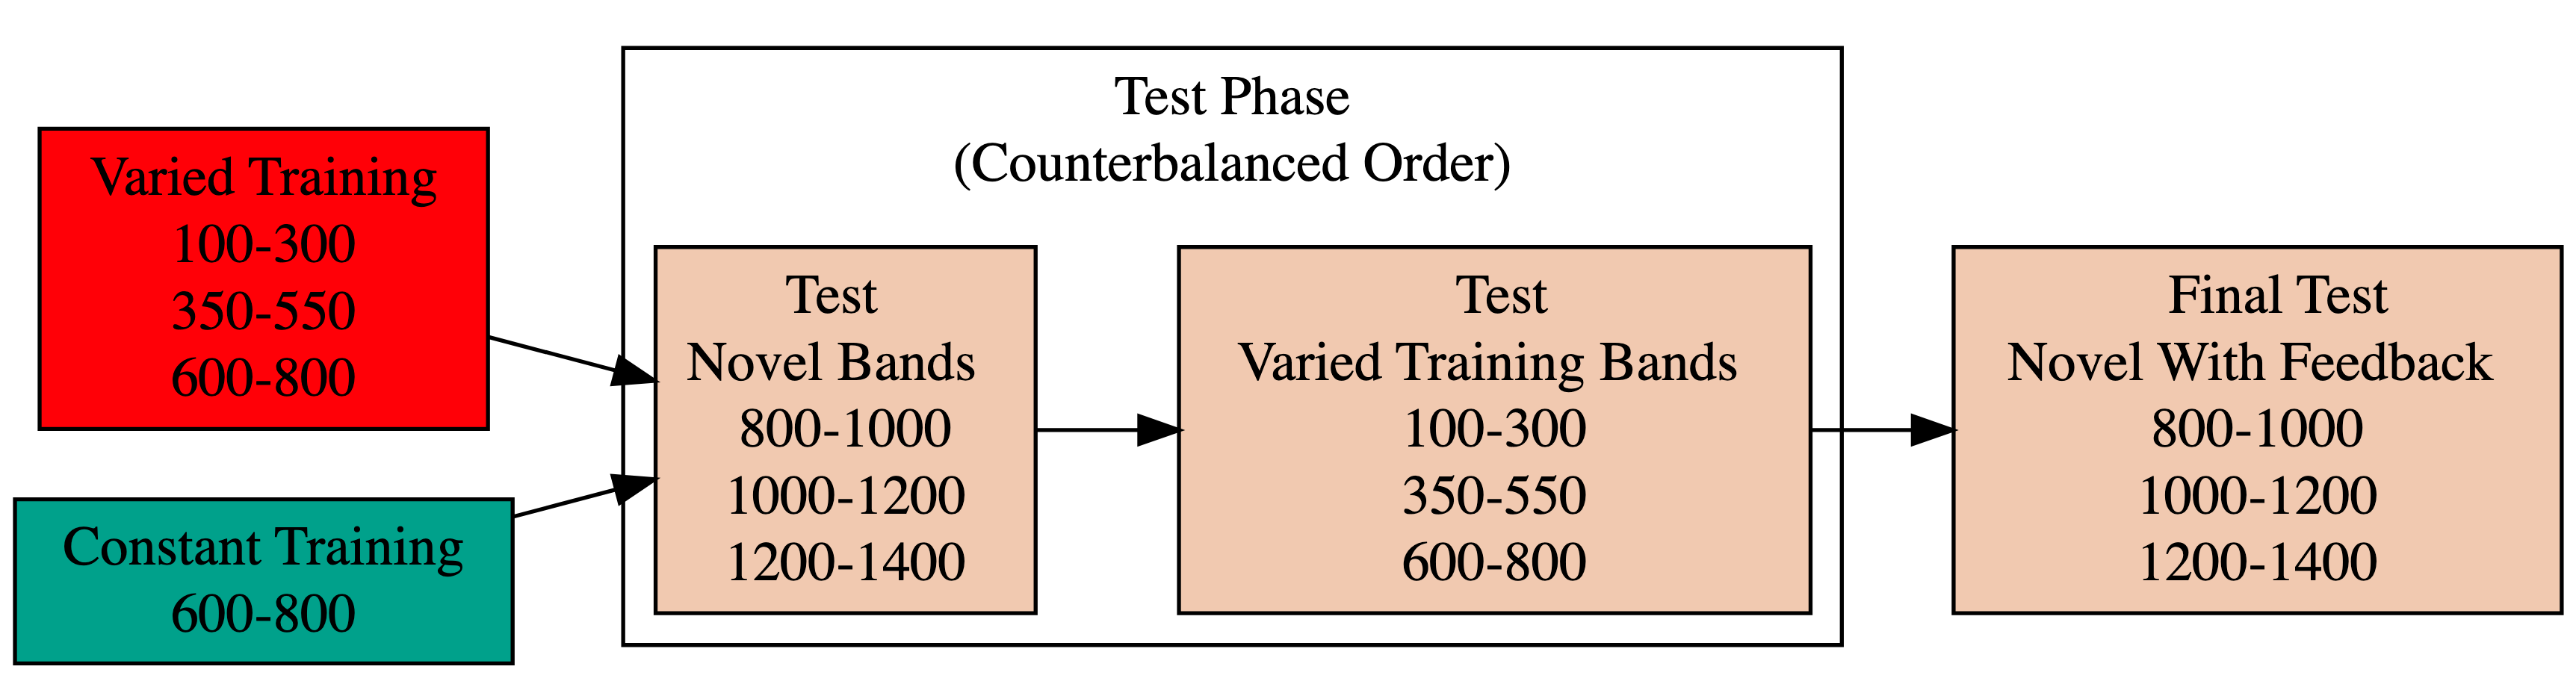 Varied Training
100-300
350-550
600-800
Constant Training
600-800
Test Phase
(Counterbalanced Order)
Test
Novel Bands
800-1000
1000-1200
1200-1400
Test
Varied Training Bands
100-300
350-550
600-800
Final Test
Novel With Feedback
800-1000
1000-1200
1200-1400